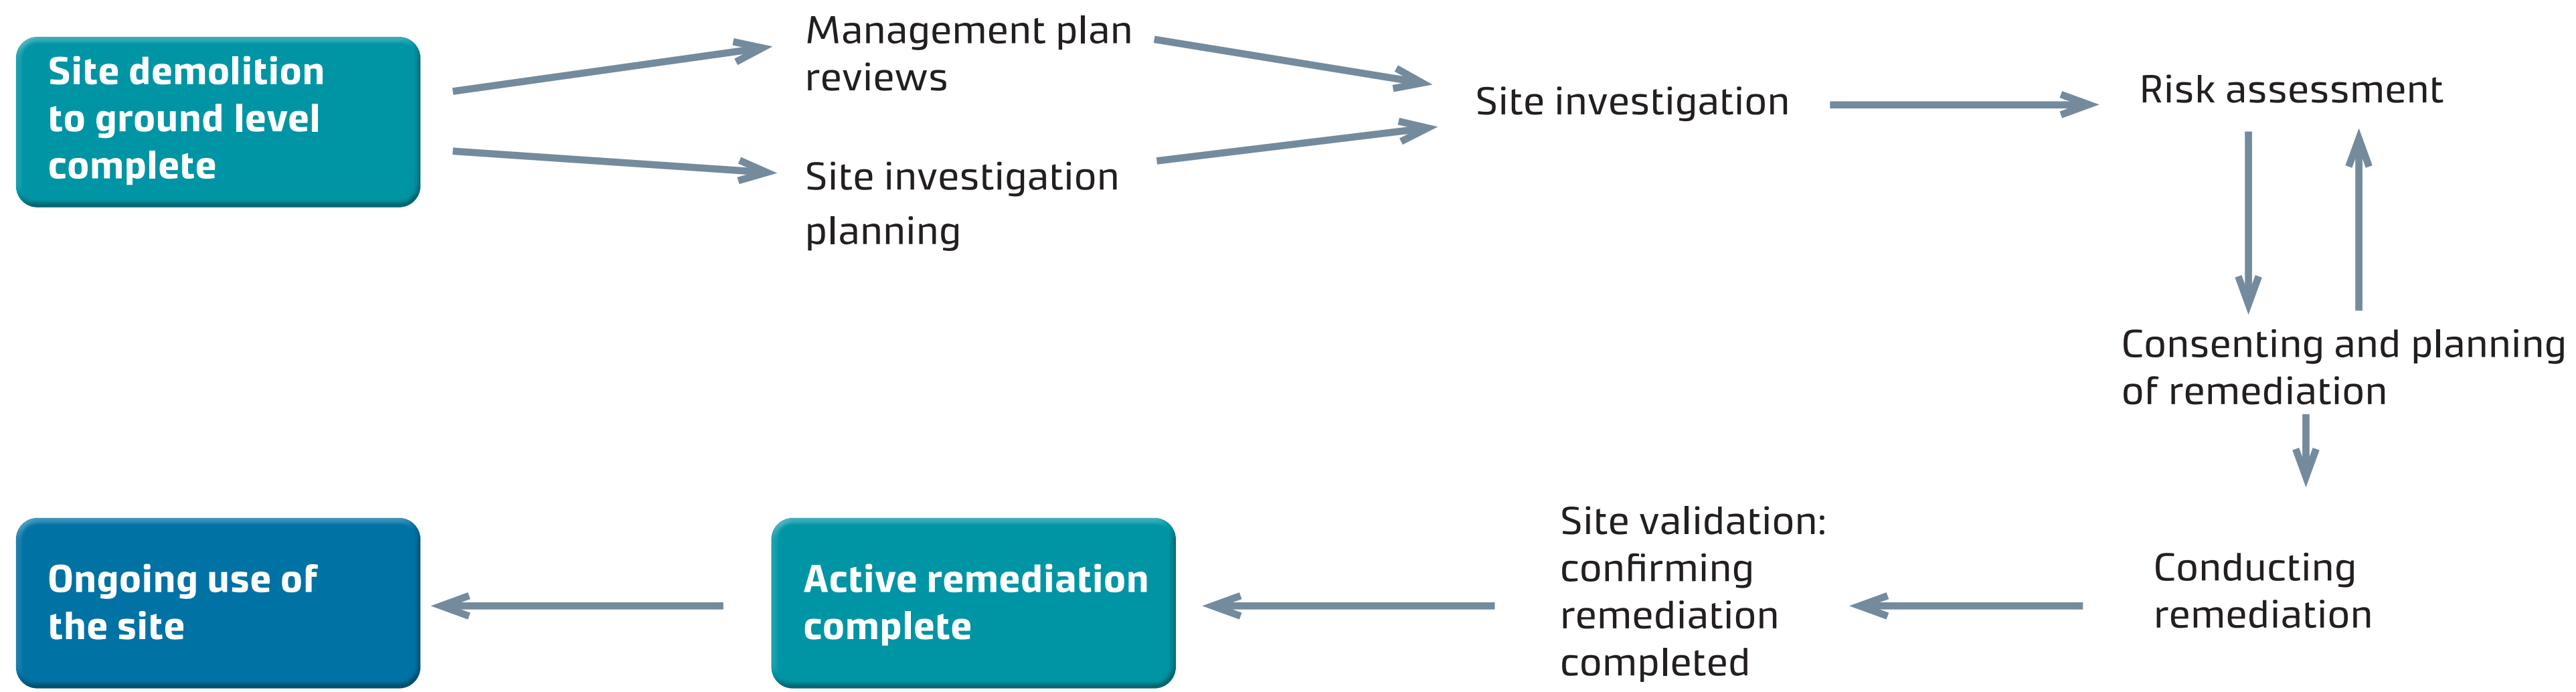 Site demolition
to ground level
complete
Management plan
reviews
Site investigation
planning
Site investigation
Risk assessment
Consenting and planning
of remediation
Conducting
remediation
Site validation:
confirming
remediation
completed
Active remediation
complete
Ongoing use of
the site